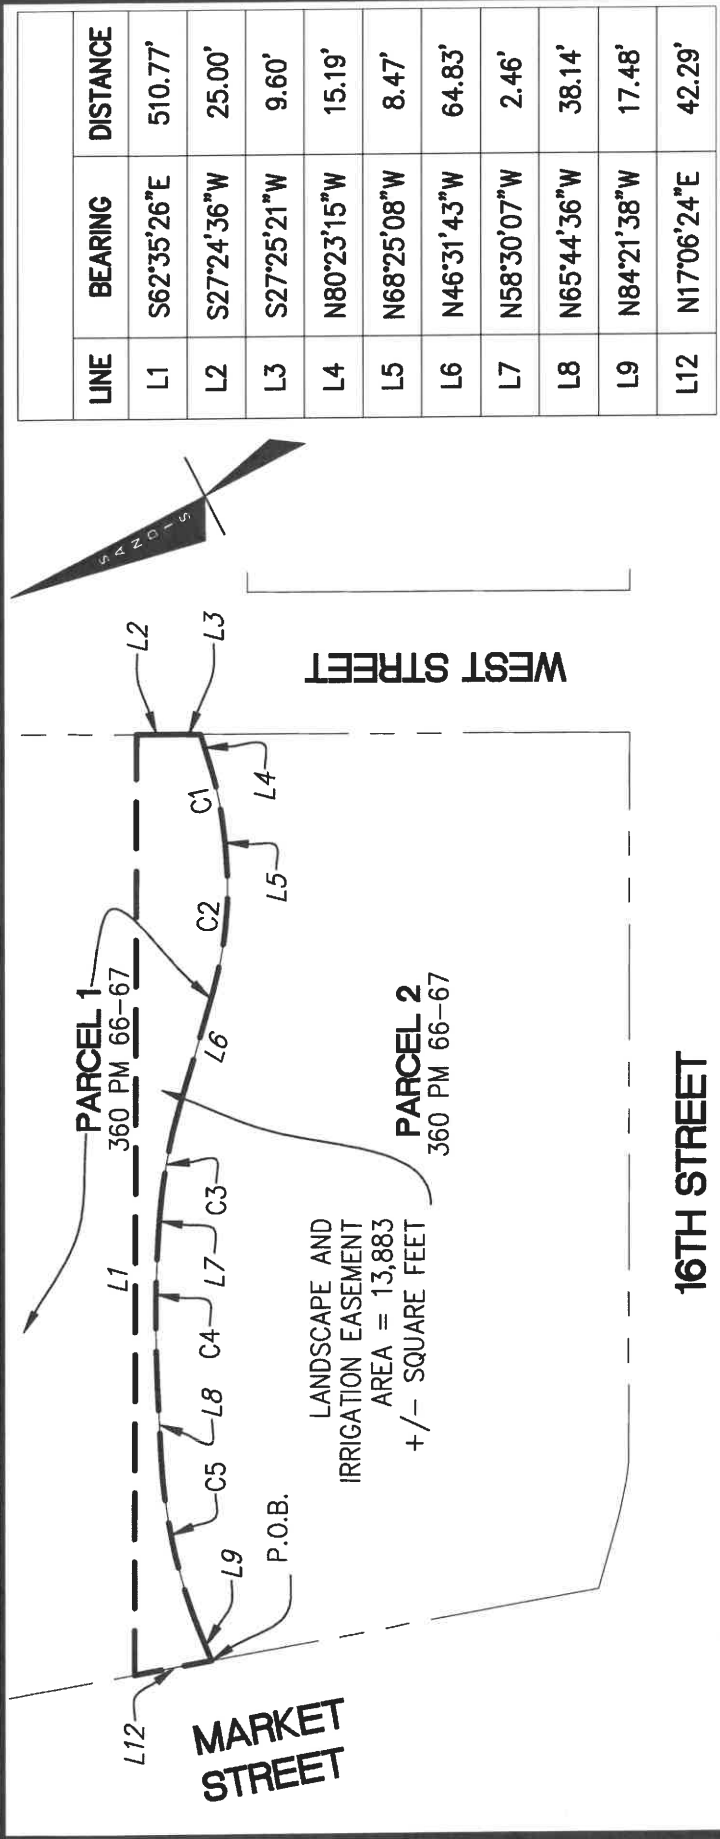 LINE BEARING DISTANCE
L1 S62°35'26"E 510.77'
L2 S27°24'36"W 25.00'
L3 S27°25'21"W 9.60'
L4 N80°23'15"W 15.19'
L5 N68°25'08"W 8.47'
L6 N46°31'43"W 64.83'
L7 N58°30'07"W 2.46'
L8 N65°44'36"W 38.14'
L9 N84°21'38"W 17.48'
L12 N17°06'24"E 42.29'
SANDIS
WEST STREET
L2
L3
L4
C1
L5
C2
PARCEL 1
360 PM 66-67
L6
L1
C3
L7
C4
L8
C5
L9
P.O.B.
L12
PARCEL 2
360 PM 66-67
LANDSCAPE AND
IRRIGATION EASEMENT
AREA = 13,883
+/- SQUARE FEET
16TH STREET
MARKET
STREET